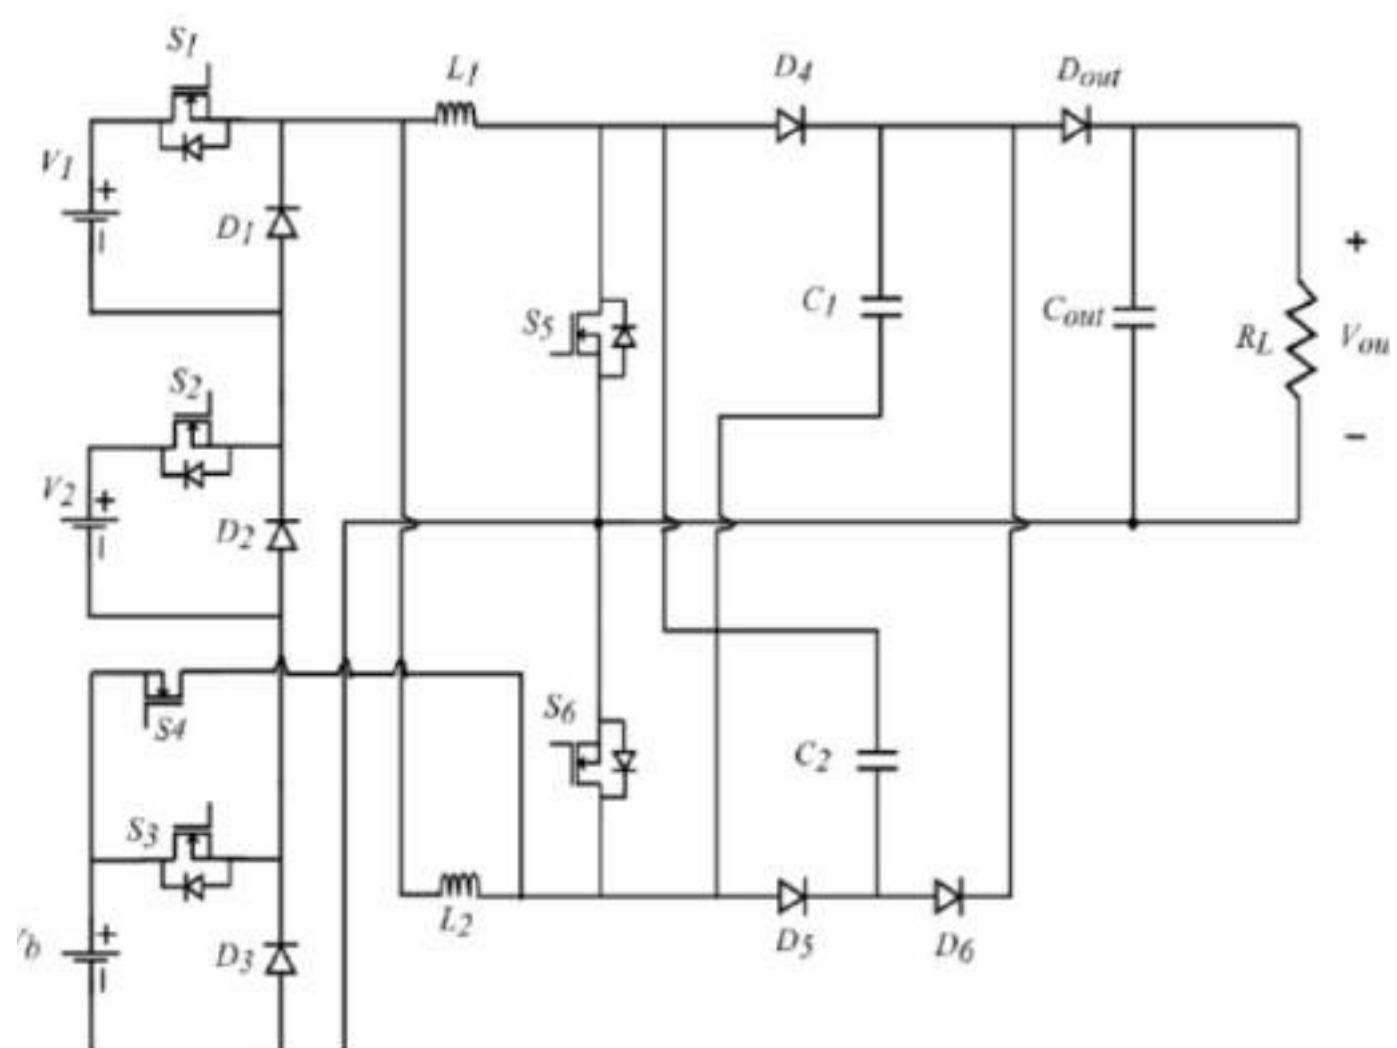 S1
L1
D4
Dout
V1
+
−
D1
S5
C1
Cout
RL
+
Vou
−
S2
V2
+
−
D2
S4
S6
C2
S3
b
+
−
D3
L2
D5
D6